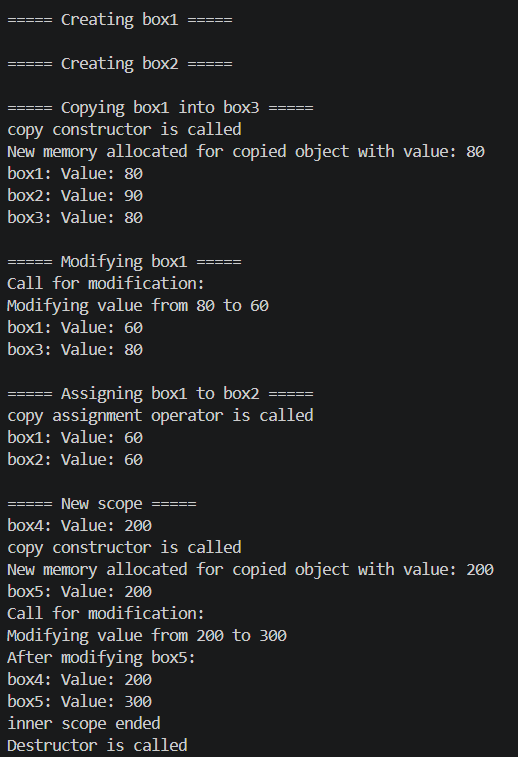 ===== Creating box1 =====
===== Creating box2 =====
===== Copying box1 into box3 =====
copy constructor is called
New memory allocated for copied object with value: 80
box1: Value: 80
box2: Value: 90
box3: Value: 80
===== Modifying box1 =====
Call for modification:
Modifying value from 80 to 60
box1: Value: 60
box3: Value: 80
===== Assigning box1 to box2 =====
copy assignment operator is called
box1: Value: 60
box2: Value: 60
===== New scope =====
box4: Value: 200
copy constructor is called
New memory allocated for copied object with value: 200
box5: Value: 200
Call for modification:
Modifying value from 200 to 300
After modifying box5:
box4: Value: 200
box5: Value: 300
inner scope ended
Destructor is called